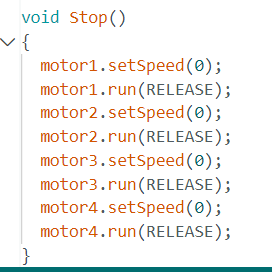 void Stop()
{
motor1.setSpeed(0);
motor1.run(RELEASE);
motor2.setSpeed(0);
motor2.run(RELEASE);
motor3.setSpeed(0);
motor3.run(RELEASE);
motor4.setSpeed(0);
motor4.run(RELEASE);
}